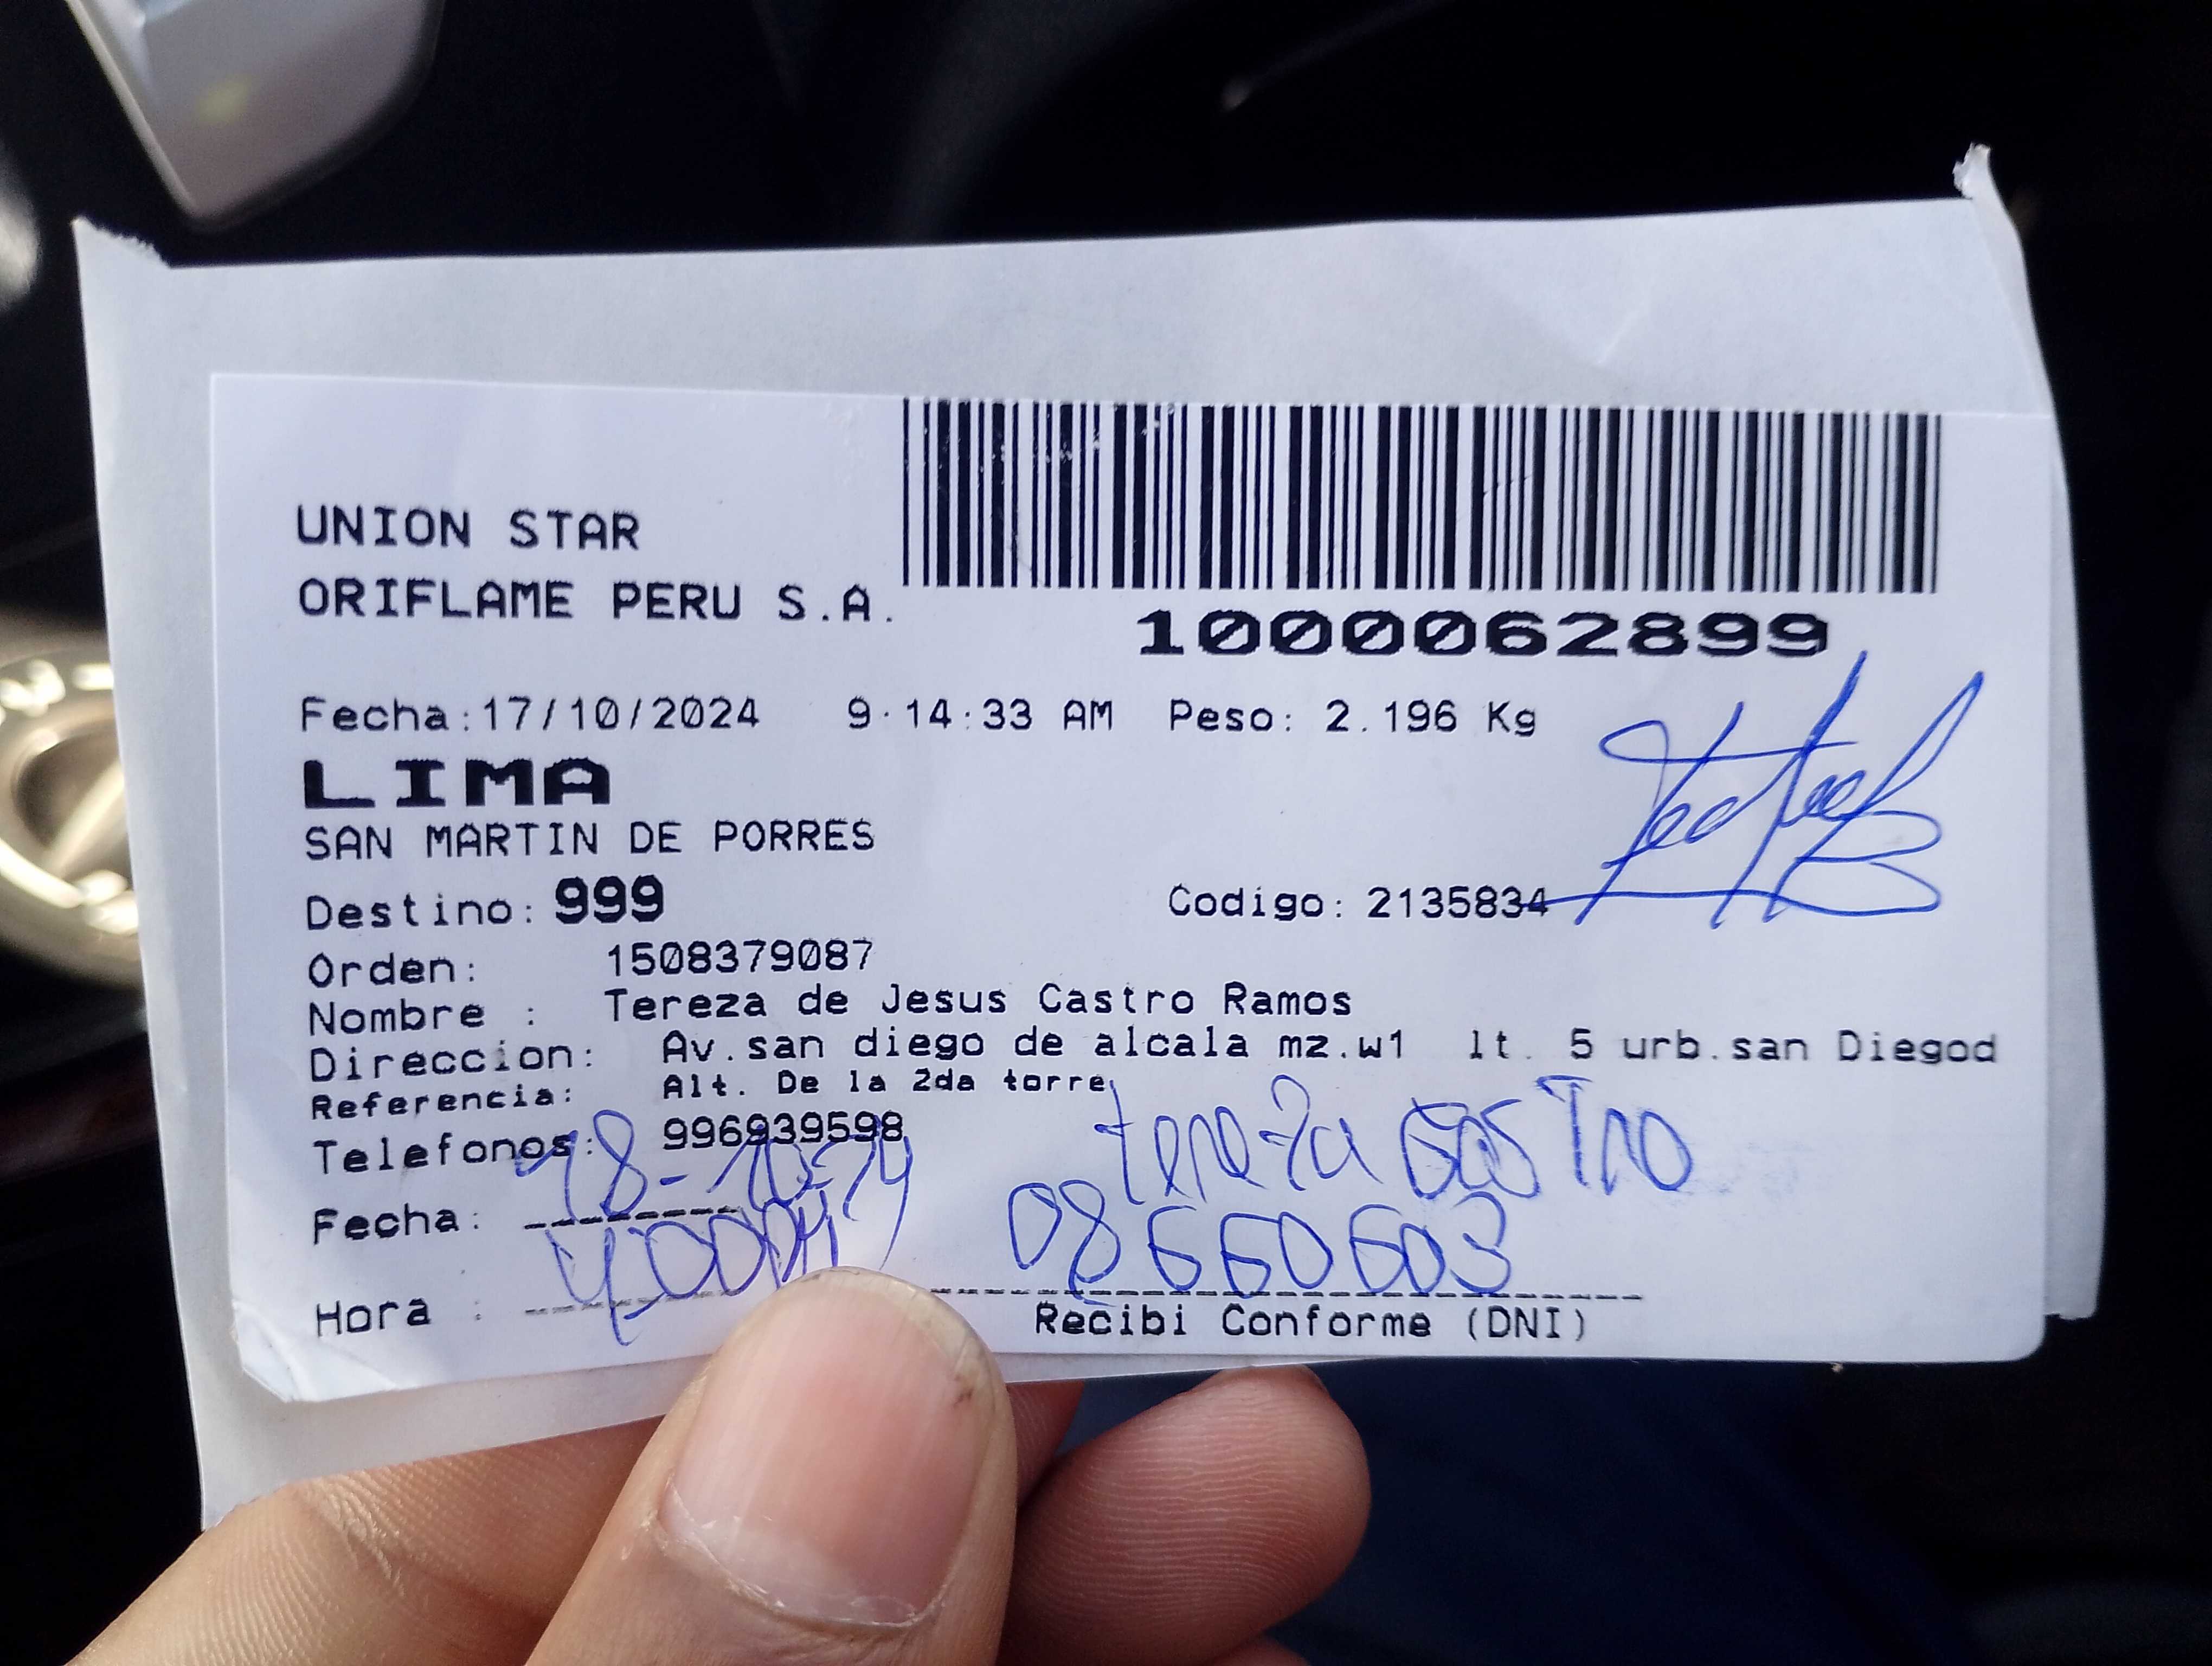 UNION STAR
ORIFLAME PERU S.A.
1000062899
Fecha:17/10/2024 9:14:33 AM Peso: 2.196 Kg
LIMA
SAN MARTIN DE PORRES
Destino: 999 Codigo: 2135834
Orden: 1508379087
Nombre : Tereza de Jesus Castro Ramos
Direccion: Av.san diego de alcala mz.w1 lt. 5 urb.san Diegod
Referencia: Alt. De la 2da torre
Telefonos: 996939598
tereza CasTro
Fecha: 18-10-24
08660603
Hora :
Recibi Conforme (DNI)